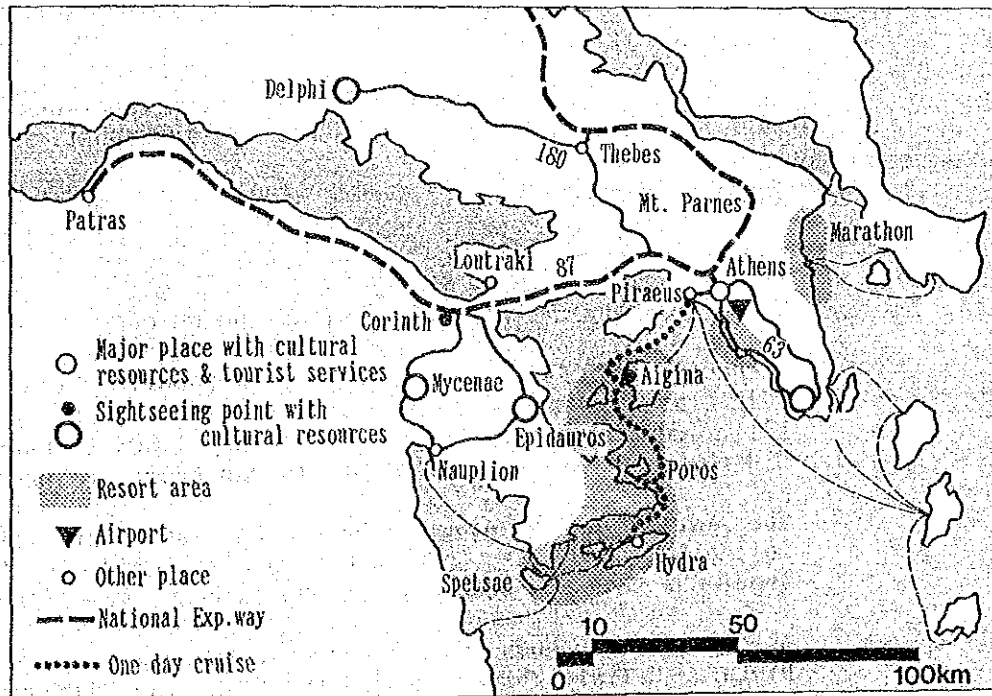 Delphi
180
Thebes
Mt. Parnes
Patras
Marathon
Loutraki
87
Athens
Piraeus
Corinth
63
Major place with cultural
resources & tourist services
Mycenae
Aigina
Sightseeing point with
cultural resources
Epidauros
Nauplion
Poros
Resort area
Airport
Other place
Spetsae
Hydra
National Exp.way
10
50
One day cruise
0
100km